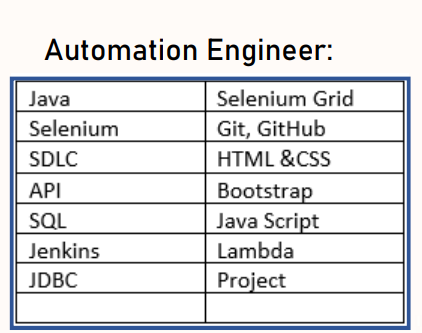 Automation Engineer:
Java Selenium Grid
Selenium Git, GitHub
SDLC HTML &CSS
API Bootstrap
SQL Java Script
Jenkins Lambda
JDBC Project